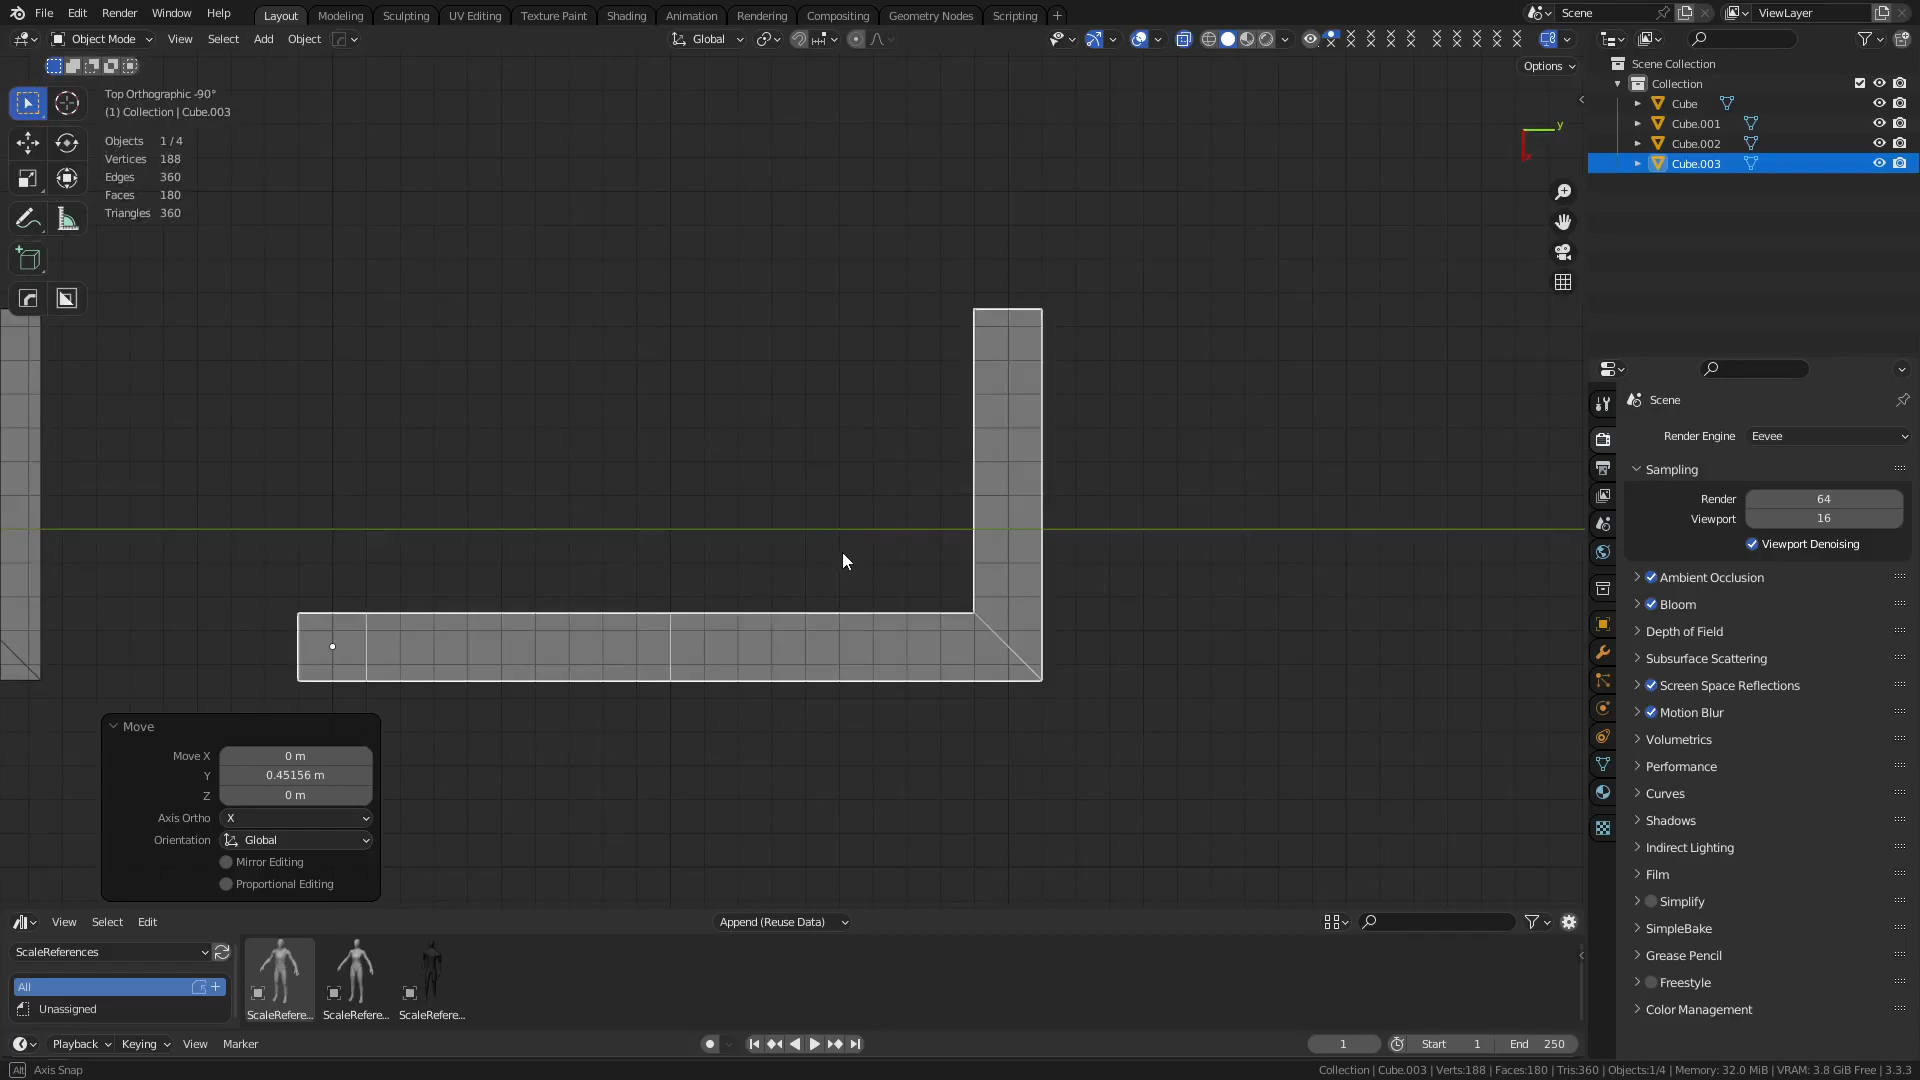 File Edit Render Window Help
Layout Modeling Sculpting UV Editing Texture Paint Shading Animation Rendering Compositing Geometry Nodes Scripting +
Scene
ViewLayer
Object Mode View Select Add Object
Global
Options
Top Orthographic -90°
(1) Collection | Cube.003
Objects 1 / 4
Vertices 188
Edges 360
Faces 180
Triangles 360
y
x
Scene Collection
Collection
Cube
Cube.001
Cube.002
Cube.003
Scene
Render Engine Eevee
Sampling
Render 64
Viewport 16
Viewport Denoising
Ambient Occlusion
Bloom
Depth of Field
Subsurface Scattering
Screen Space Reflections
Motion Blur
Volumetrics
Performance
Curves
Shadows
Indirect Lighting
Film
Simplify
SimpleBake
Grease Pencil
Freestyle
Color Management
Move
Move X 0 m
Y 0.45156 m
Z 0 m
Axis Ortho X
Orientation Global
Mirror Editing
Proportional Editing
View Select Edit
Append (Reuse Data)
ScaleReferences
All
Unassigned
ScaleRefere... ScaleRefere... ScaleRefere...
Playback Keying View Marker
1
Start 1
End 250
Alt Axis Snap
Collection | Cube.003 | Verts:188 | Faces:180 | Tris:360 | Objects:1/4 | Memory: 32.0 MiB | VRAM: 3.8 GiB Free | 3.3.3